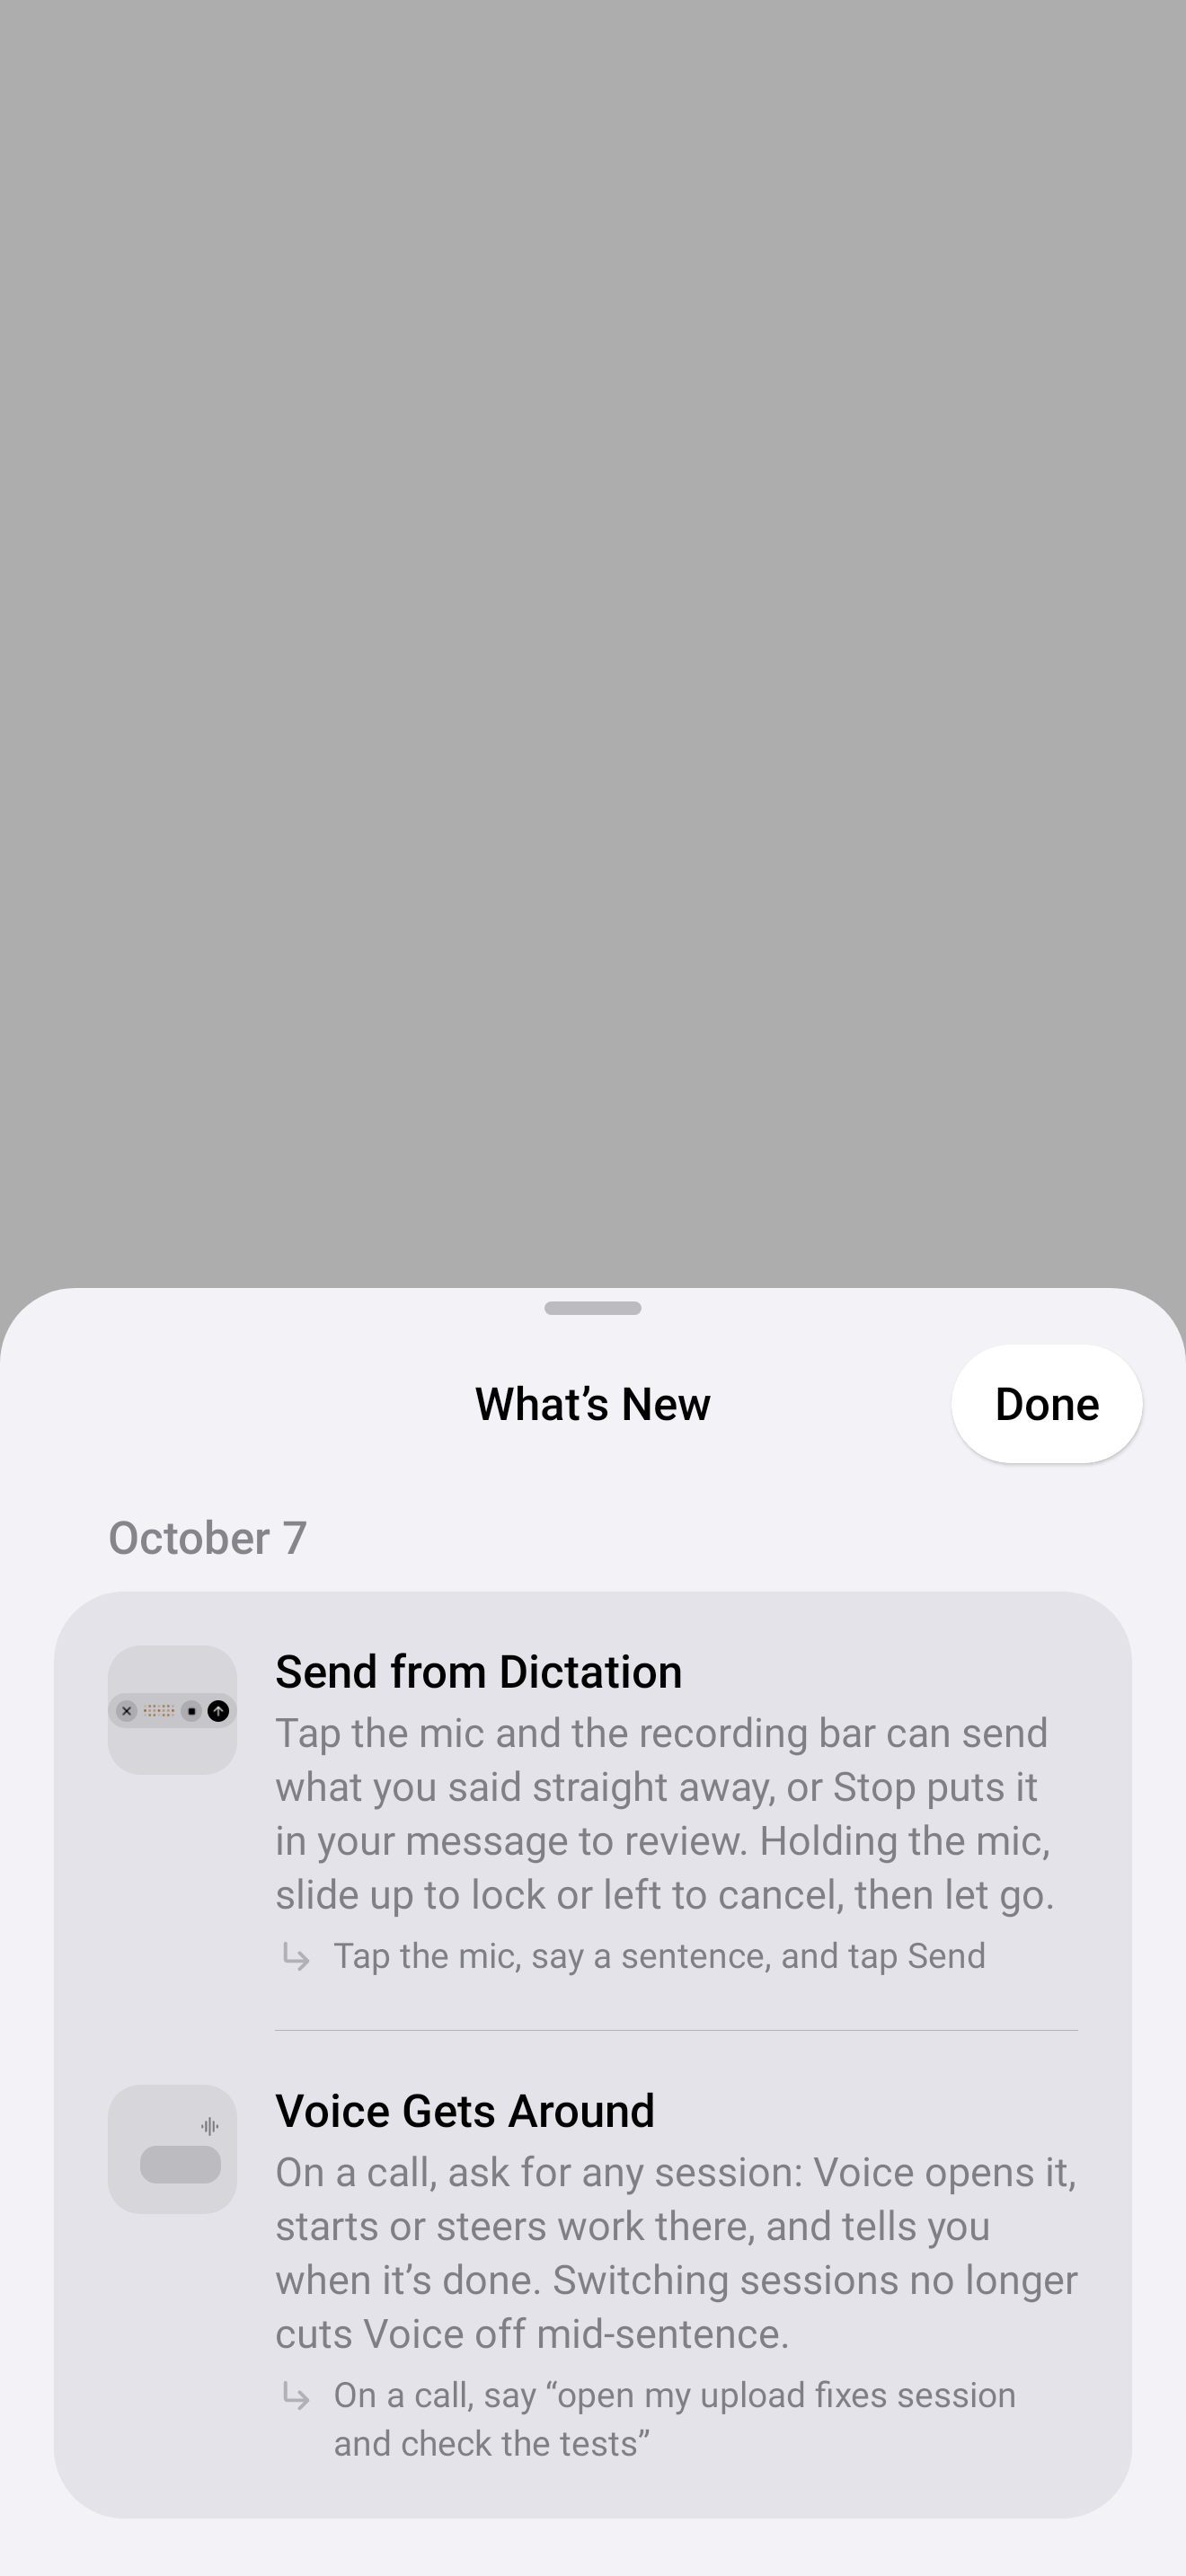 What’s New
Done
October 7
Send from Dictation
Tap the mic and the recording bar can send
what you said straight away, or Stop puts it
in your message to review. Holding the mic,
slide up to lock or left to cancel, then let go.
Tap the mic, say a sentence, and tap Send
Voice Gets Around
On a call, ask for any session: Voice opens it,
starts or steers work there, and tells you
when it’s done. Switching sessions no longer
cuts Voice off mid-sentence.
On a call, say “open my upload fixes session
and check the tests”